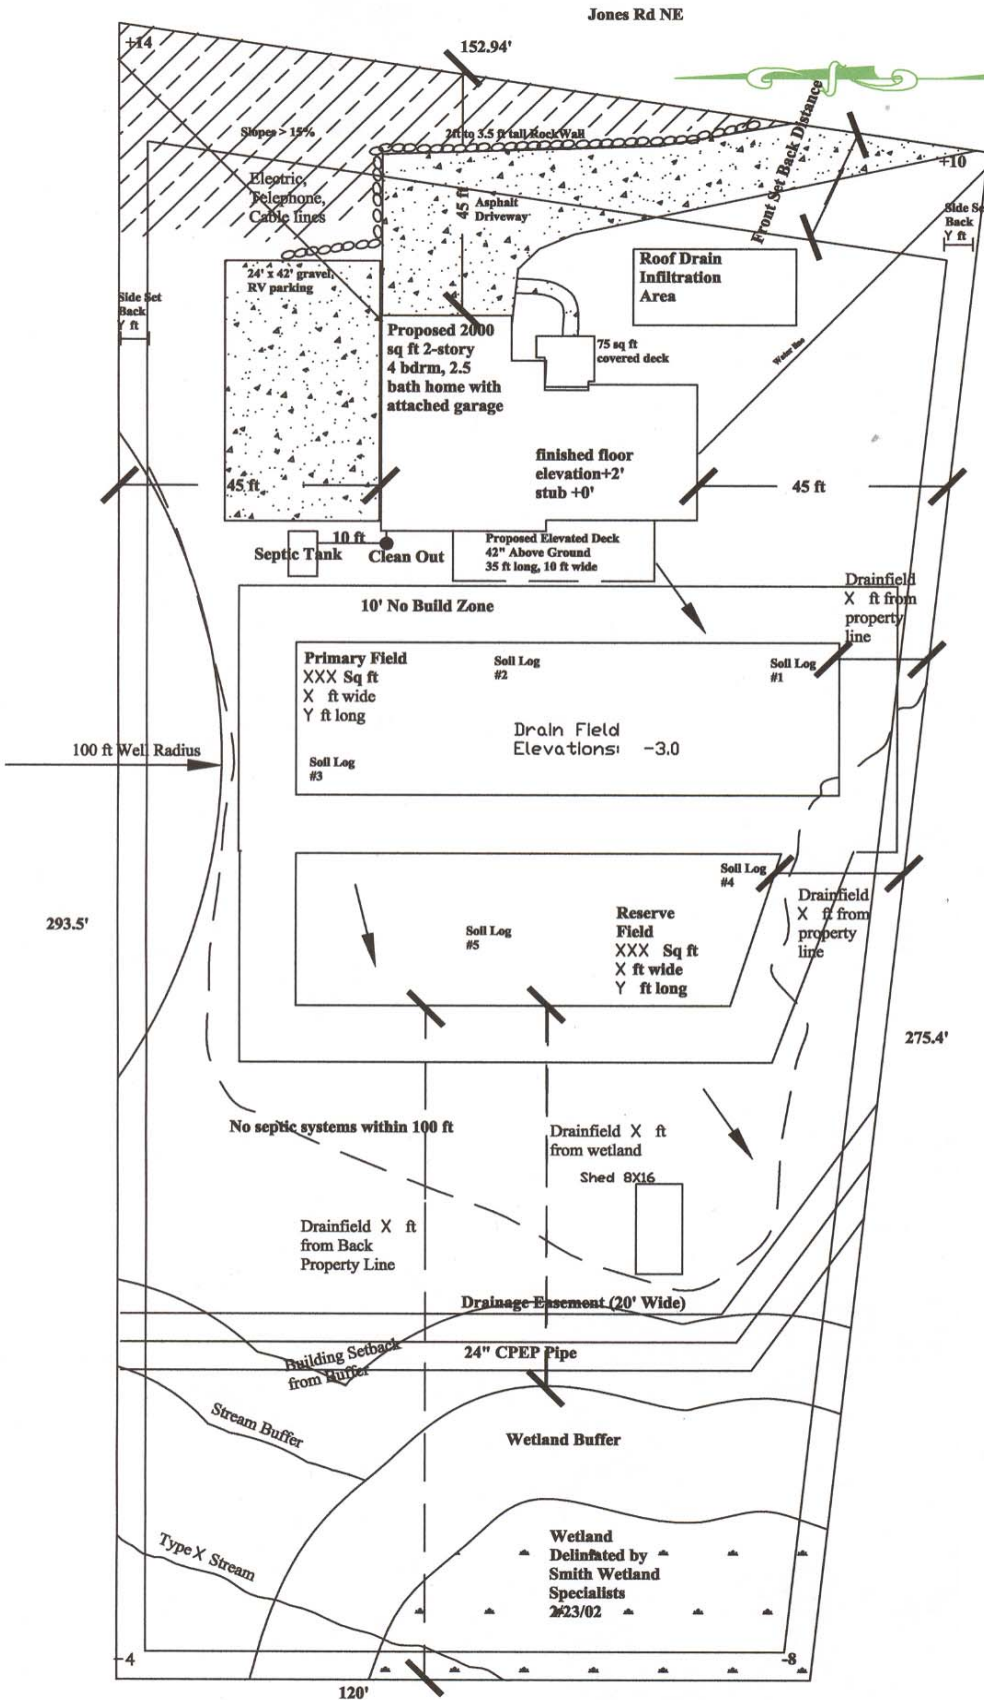 Jones Rd NE
+14
152.94'
Slopes > 15%
2ft to 3.5 ft tall RockWall
Front Set Back Distance
+10
Electric,
Telephone,
Cable lines
45 ft
Asphalt
Driveway
Side Set
Back
Y ft
Roof Drain
Infiltration
Area
24' x 42' gravel
RV parking
Side Set
Back
Y ft
Proposed 2000
sq ft 2-story
4 bdrm, 2.5
bath home with
attached garage
75 sq ft
covered deck
Water line
finished floor
elevation+2'
stub +0'
45 ft
45 ft
10 ft
Septic Tank
Clean Out
Proposed Elevated Deck
42" Above Ground
35 ft long, 10 ft wide
Drainfield
X ft from
property
line
10' No Build Zone
Primary Field
XXX Sq ft
X ft wide
Y ft long
Soil Log
#2
Soil Log
#1
Drain Field
Elevations: -3.0
100 ft Well Radius
Soil Log
#3
Soil Log
#4
293.5'
Drainfield
X ft from
property
line
Soil Log
#5
Reserve
Field
XXX Sq ft
X ft wide
Y ft long
275.4'
No septic systems within 100 ft
Drainfield X ft
from wetland
Shed 8X16
Drainfield X ft
from Back
Property Line
Drainage Easement (20' Wide)
Building Setback
from Buffer
24" CPEP Pipe
Stream Buffer
Wetland Buffer
Type X Stream
Wetland
Delinated by
Smith Wetland
Specialists
2/23/02
-4
-8
120'